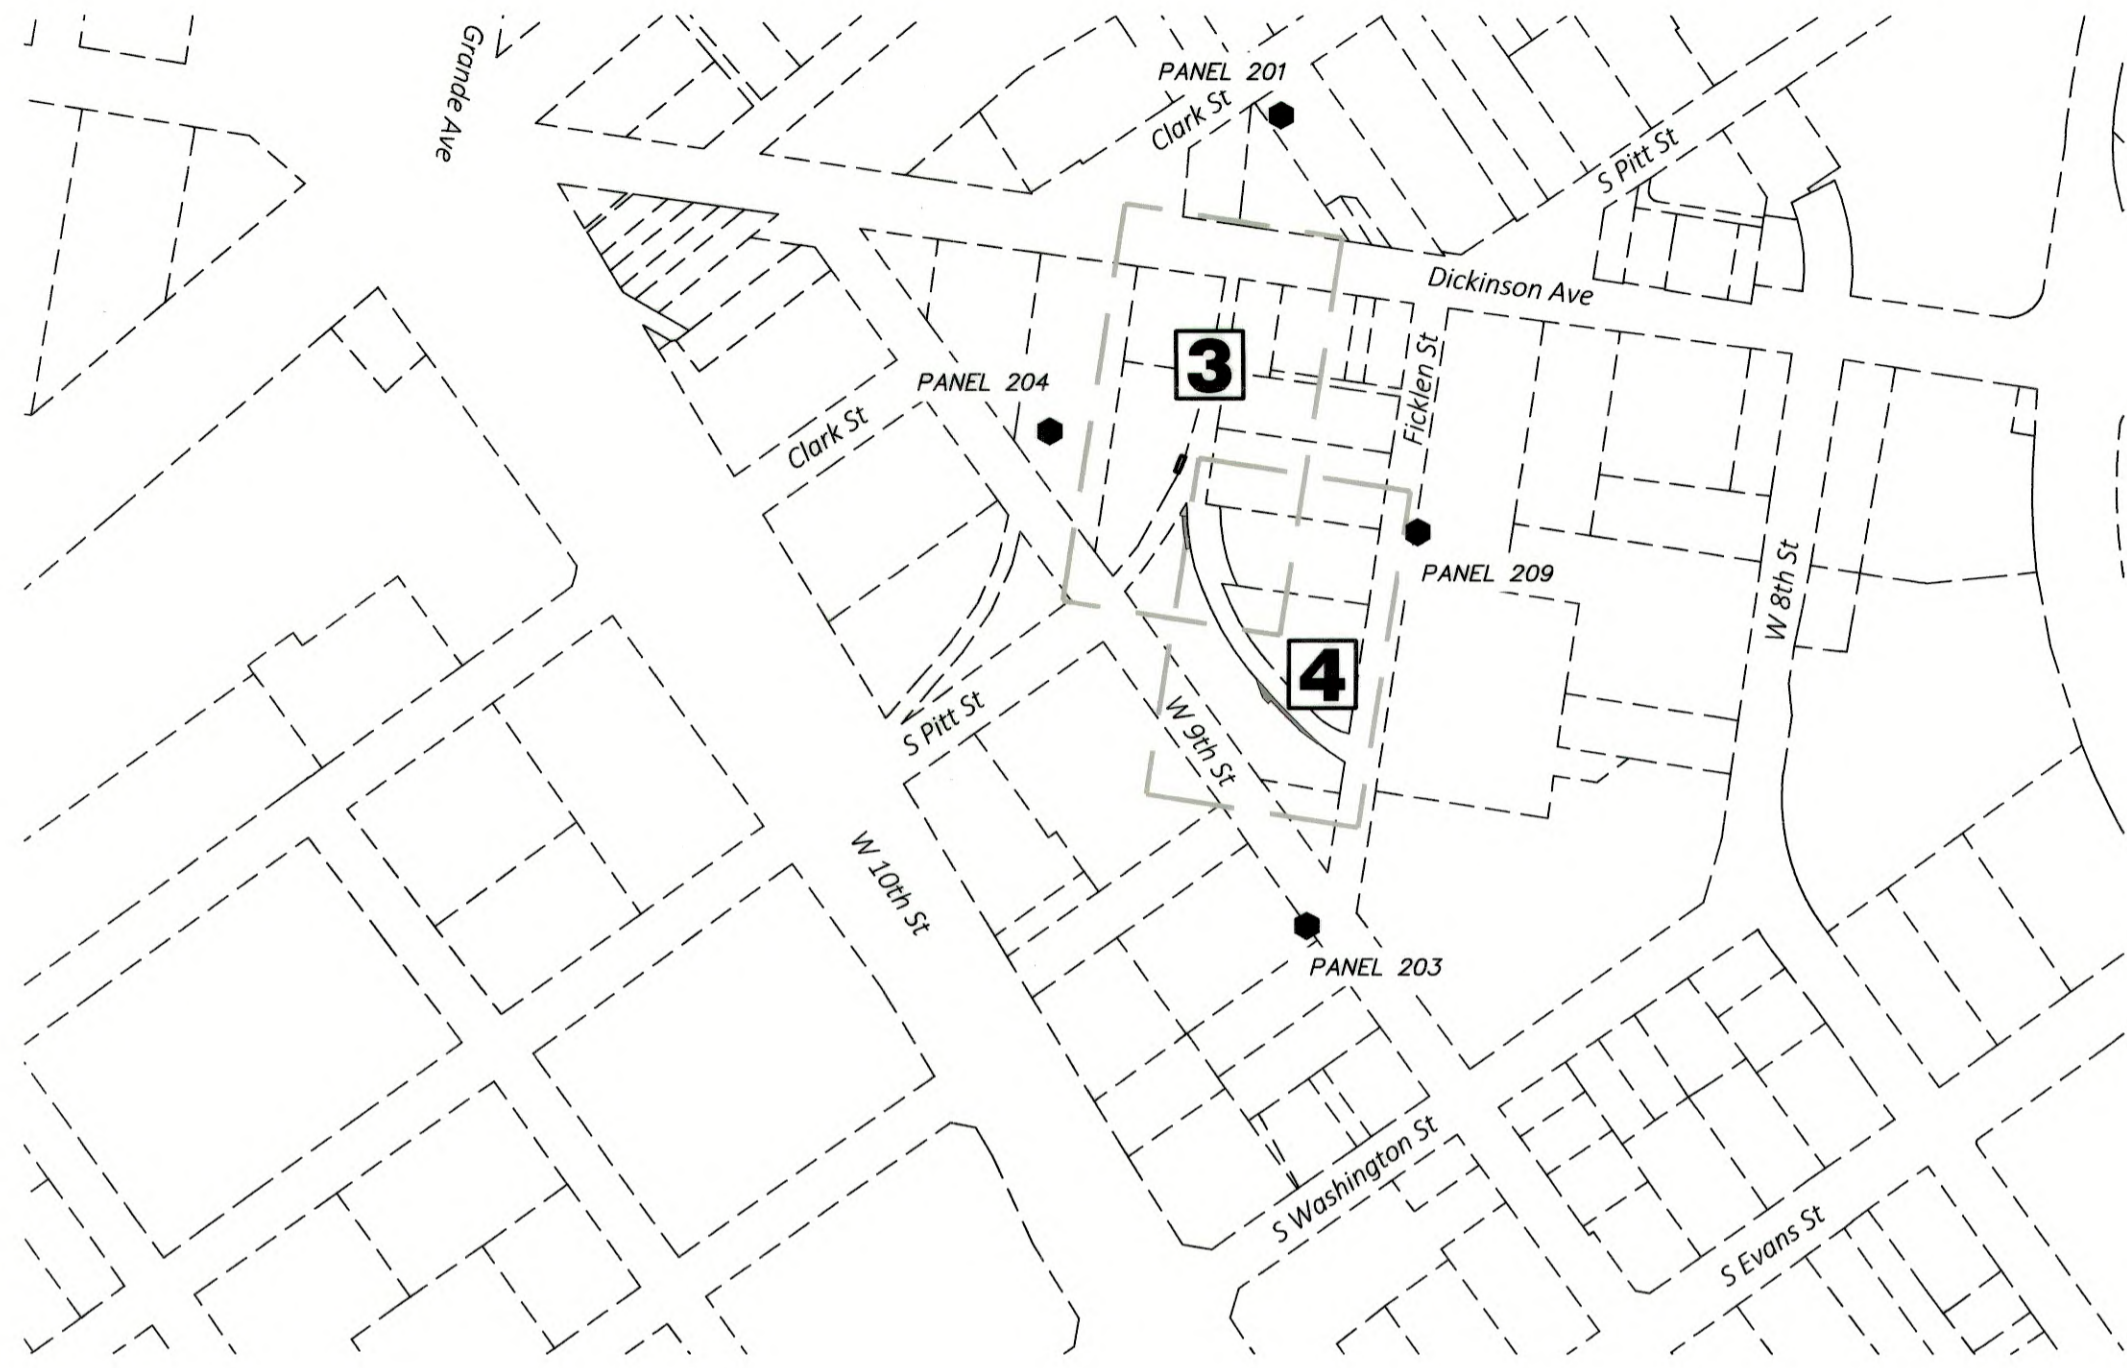 Grande Ave
PANEL 201
Clark St
S Pitt St
Dickinson Ave
3
Ficklen St
PANEL 204
Clark St
PANEL 209
W 8th St
4
S Pitt St
W 9th St
W 10th St
PANEL 203
S Washington St
S Evans St